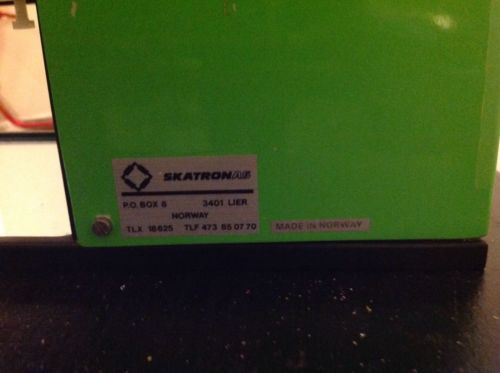 SKATRON AS
P.O. BOX 8 3401 LIER
NORWAY
TLX 18625 TLF 473 85 07 70
MADE IN NORWAY